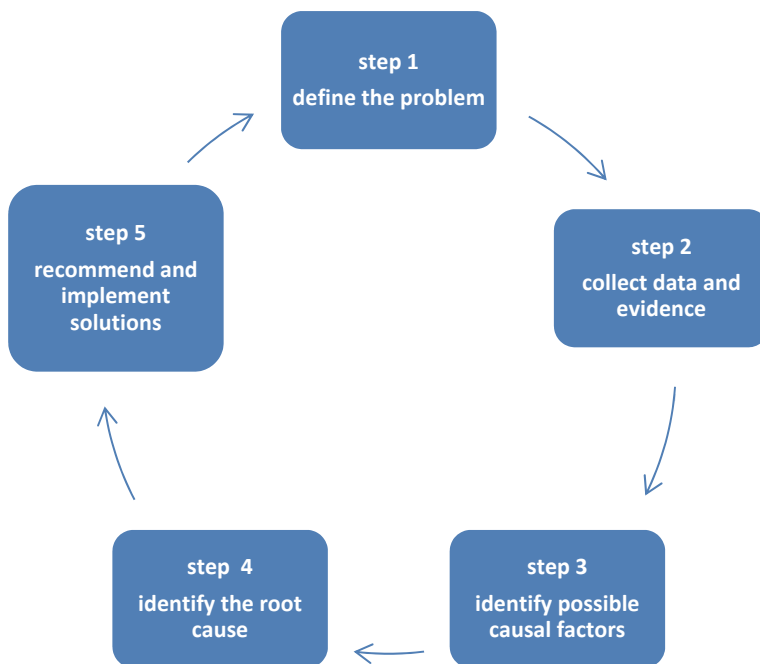 step 1
define the problem
step 2
collect data and
evidence
step 3
identify possible
causal factors
step  4
identify the root
cause
step 5
recommend and
implement
solutions